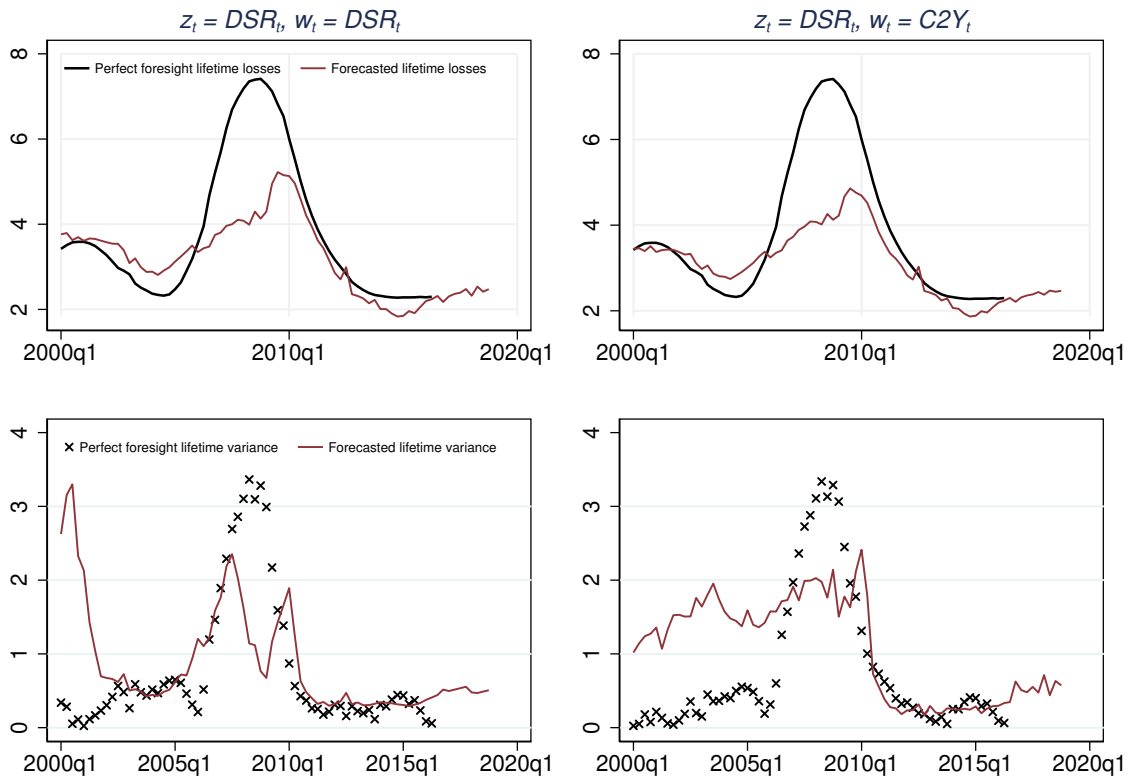 z_t = DSR_t, w_t = DSR_t
z_t = DSR_t, w_t = C2Y_t
8
6
4
2
Perfect foresight lifetime losses
Forecasted lifetime losses
2000q1 2010q1 2020q1
8
6
4
2
2000q1 2010q1 2020q1
4
3
2
1
0
Perfect foresight lifetime variance
Forecasted lifetime variance
2000q1 2005q1 2010q1 2015q1 2020q1
4
3
2
1
0
2000q1 2005q1 2010q1 2015q1 2020q1